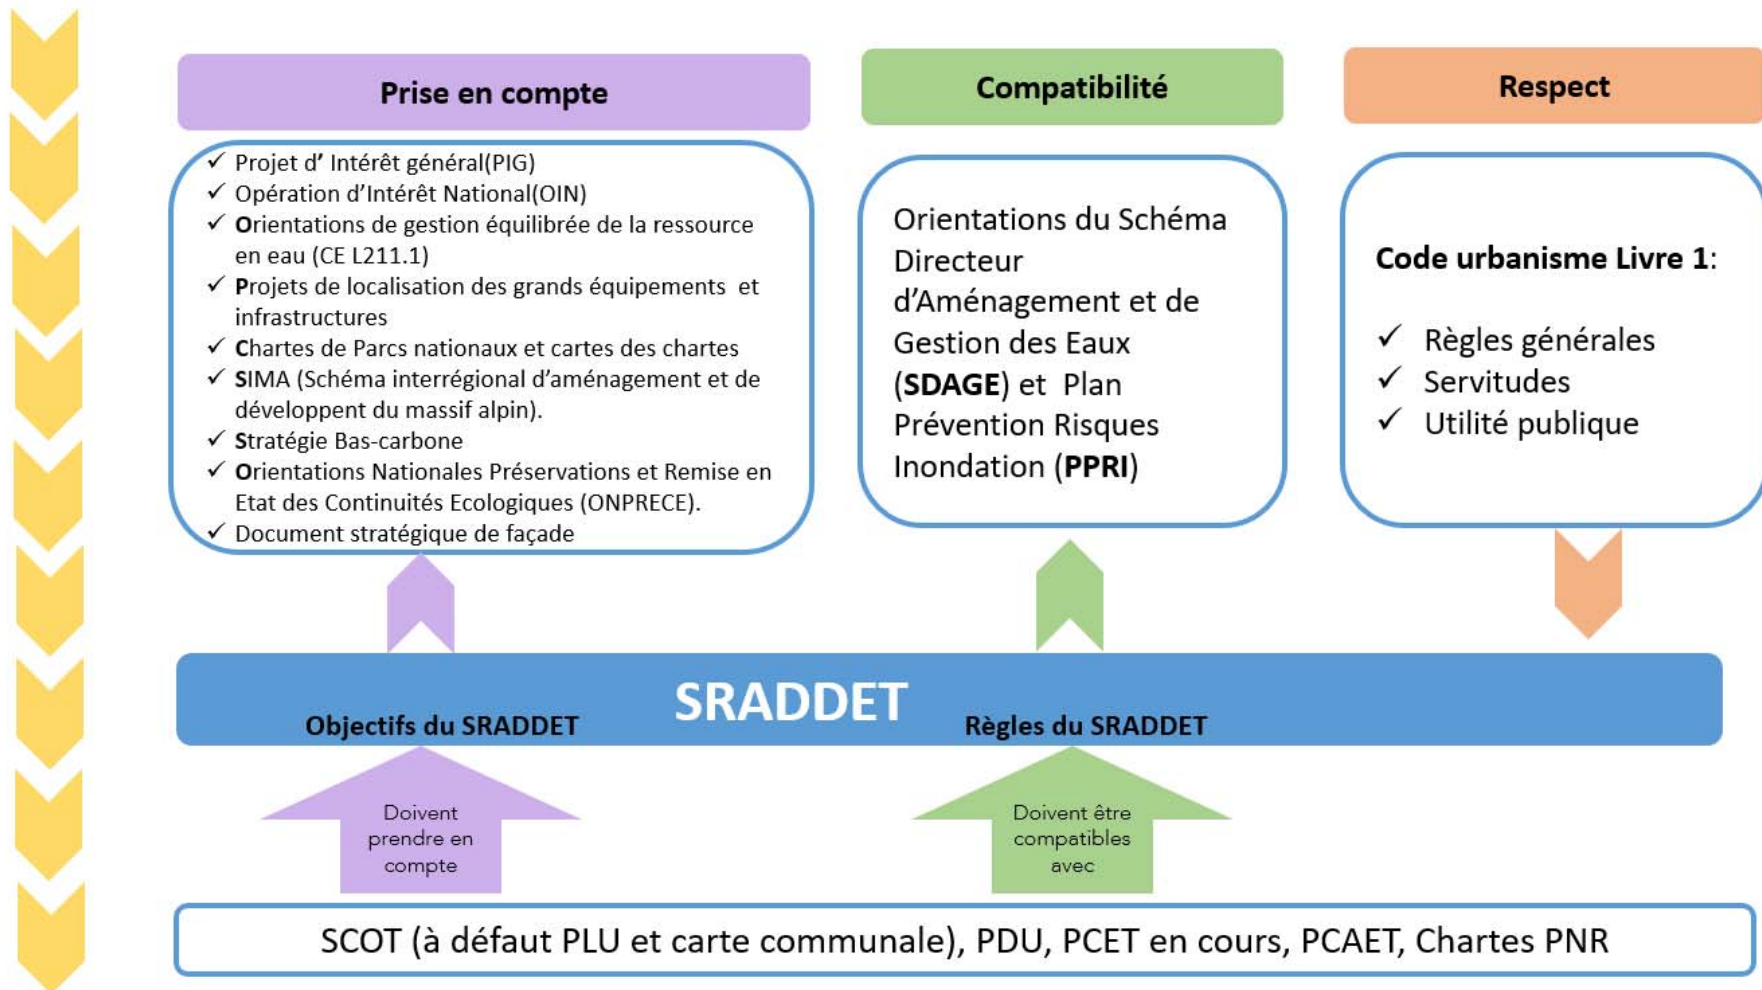 Prise en compte
✓ Projet d’ Intérêt général(PIG)
✓ Opération d’Intérêt National(OIN)
✓ Orientations de gestion équilibrée de la ressource
en eau (CE L211.1)
✓ Projets de localisation des grands équipements et
infrastructures
✓ Chartes de Parcs nationaux et cartes des chartes
✓ SIMA (Schéma interrégional d’aménagement et de
développent du massif alpin).
✓ Stratégie Bas-carbone
✓ Orientations Nationales Préservations et Remise en
Etat des Continuités Ecologiques (ONPRECE).
✓ Document stratégique de façade
Compatibilité
Orientations du Schéma
Directeur
d’Aménagement et de
Gestion des Eaux
(SDAGE) et Plan
Prévention Risques
Inondation (PPRI)
Respect
Code urbanisme Livre 1:
✓ Règles générales
✓ Servitudes
✓ Utilité publique
SRADDET
Objectifs du SRADDET
Règles du SRADDET
Doivent
prendre en
compte
Doivent être
compatibles
avec
SCOT (à défaut PLU et carte communale), PDU, PCET en cours, PCAET, Chartes PNR